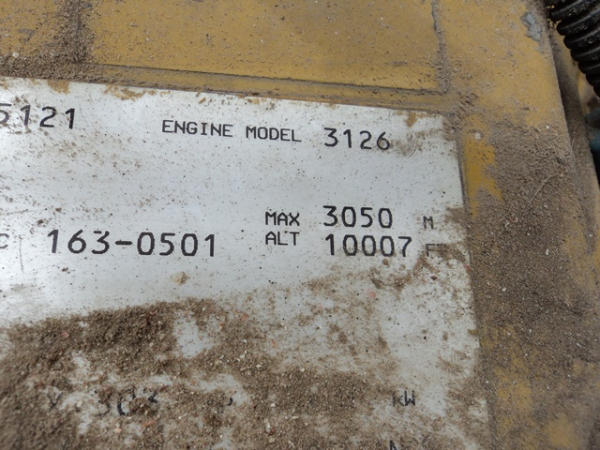 5121 ENGINE MODEL 3126
MAX 3050 M
C 163-0501 ALT 10007 F
KW